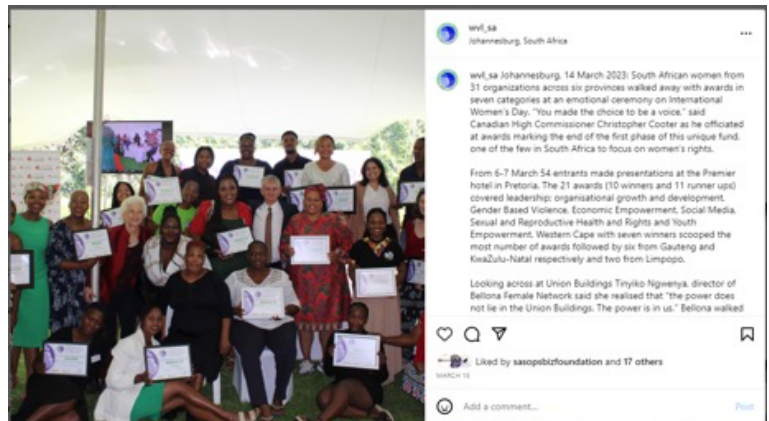 wvl_sa
Johannesburg, South Africa
wvl_sa Johannesburg, 14 March 2023: South African women from
31 organizations across six provinces walked away with awards in
seven categories at an emotional ceremony on International
Women's Day. "You made the choice to be a voice," said
Canadian High Commissioner Christopher Cooter as he officiated
at awards marking the end of the first phase of this unique fund,
one of the few in South Africa to focus on women's rights.
From 6-7 March 54 entrants made presentations at the Premier
hotel in Pretoria. The 21 awards (10 winners and 11 runner ups)
covered leadership; organisational growth and development,
Gender Based Violence, Economic Empowerment, Social Media,
Sexual and Reproductive Health and Rights and Youth
Empowerment. Western Cape with seven winners scooped the
most number of awards followed by six from Gauteng and
KwaZulu-Natal respectively and two from Limpopo.
Looking across at Union Buildings Tinyiko Ngwenya, director of
Bellona Female Network said she realised that "the power does
not lie in the Union Buildings. The power is in us." Bellona walked
Liked by sasopsbizfoundation and 17 others
Add a comment...
Post